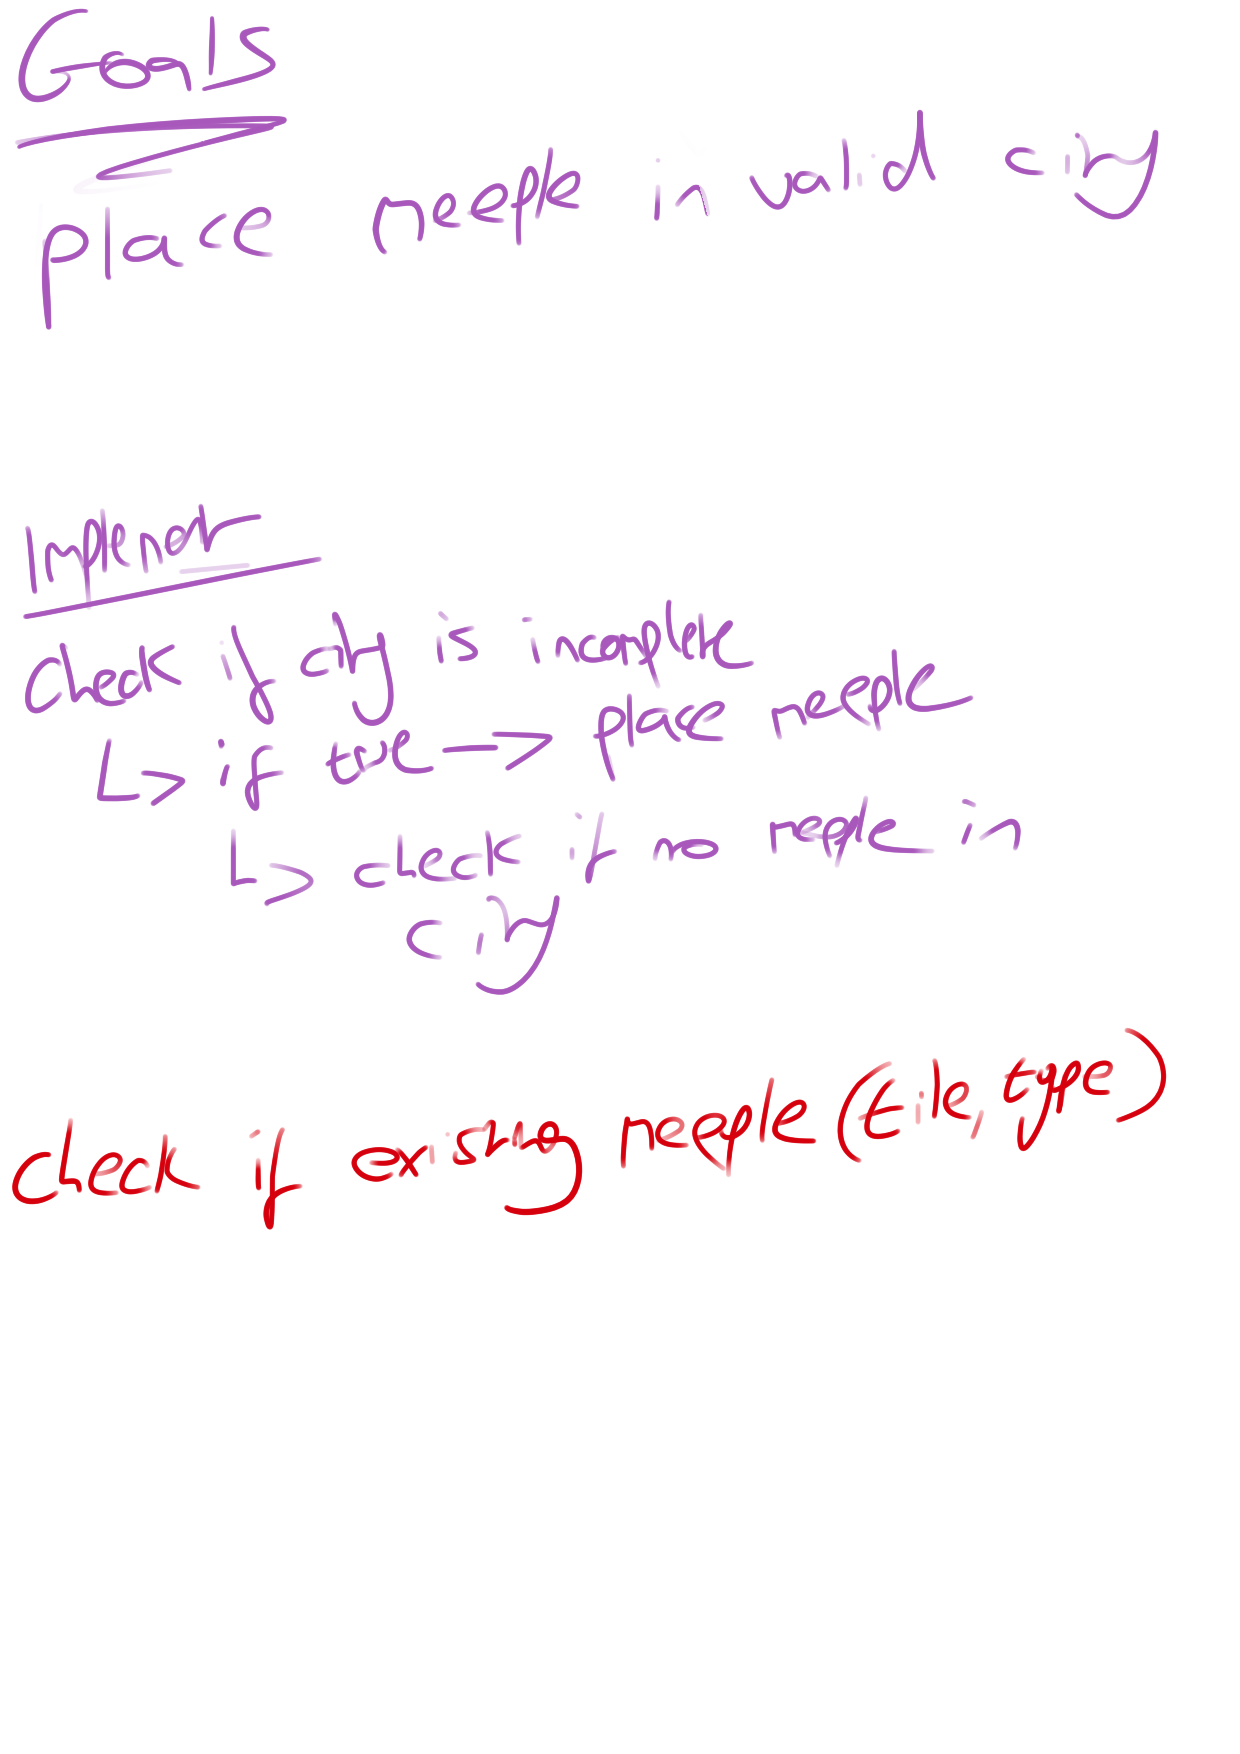 Goals
place meeple in valid city
Implement
check if city is incomplete
↳ if true → place meeple
↳ check if no meeple in
city
check if existing meeple (tile, type)